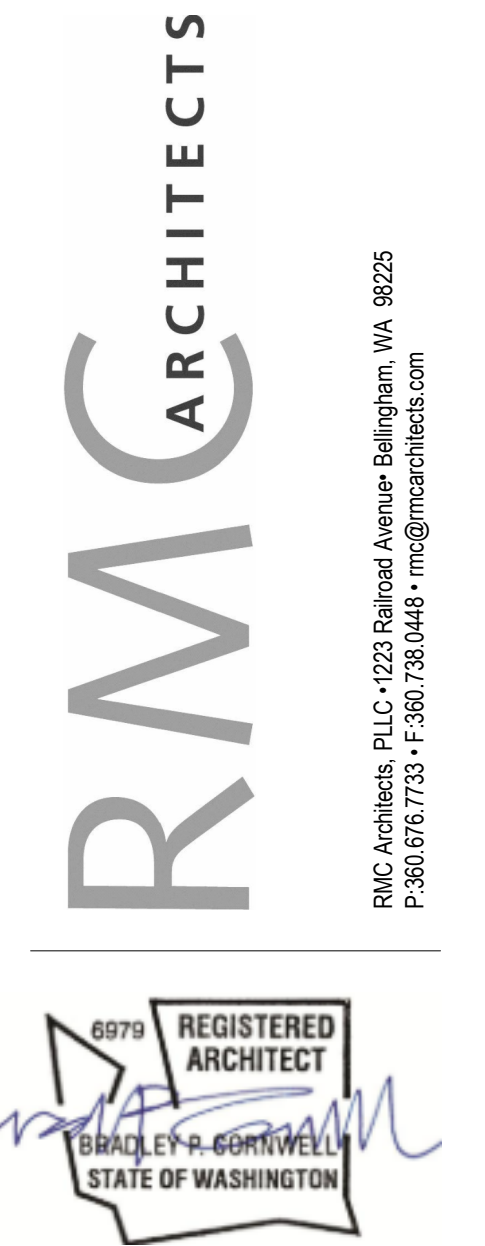 RMC
ARCHITECTS
RMC Architects, PLLC •1223 Railroad Avenue• Bellingham, WA 98225
P:360.676.7733 • F:360.738.0448 • rmc@rmcarchitects.com
6979
REGISTERED
ARCHITECT
BRADLEY P. CORNWELL
STATE OF WASHINGTON